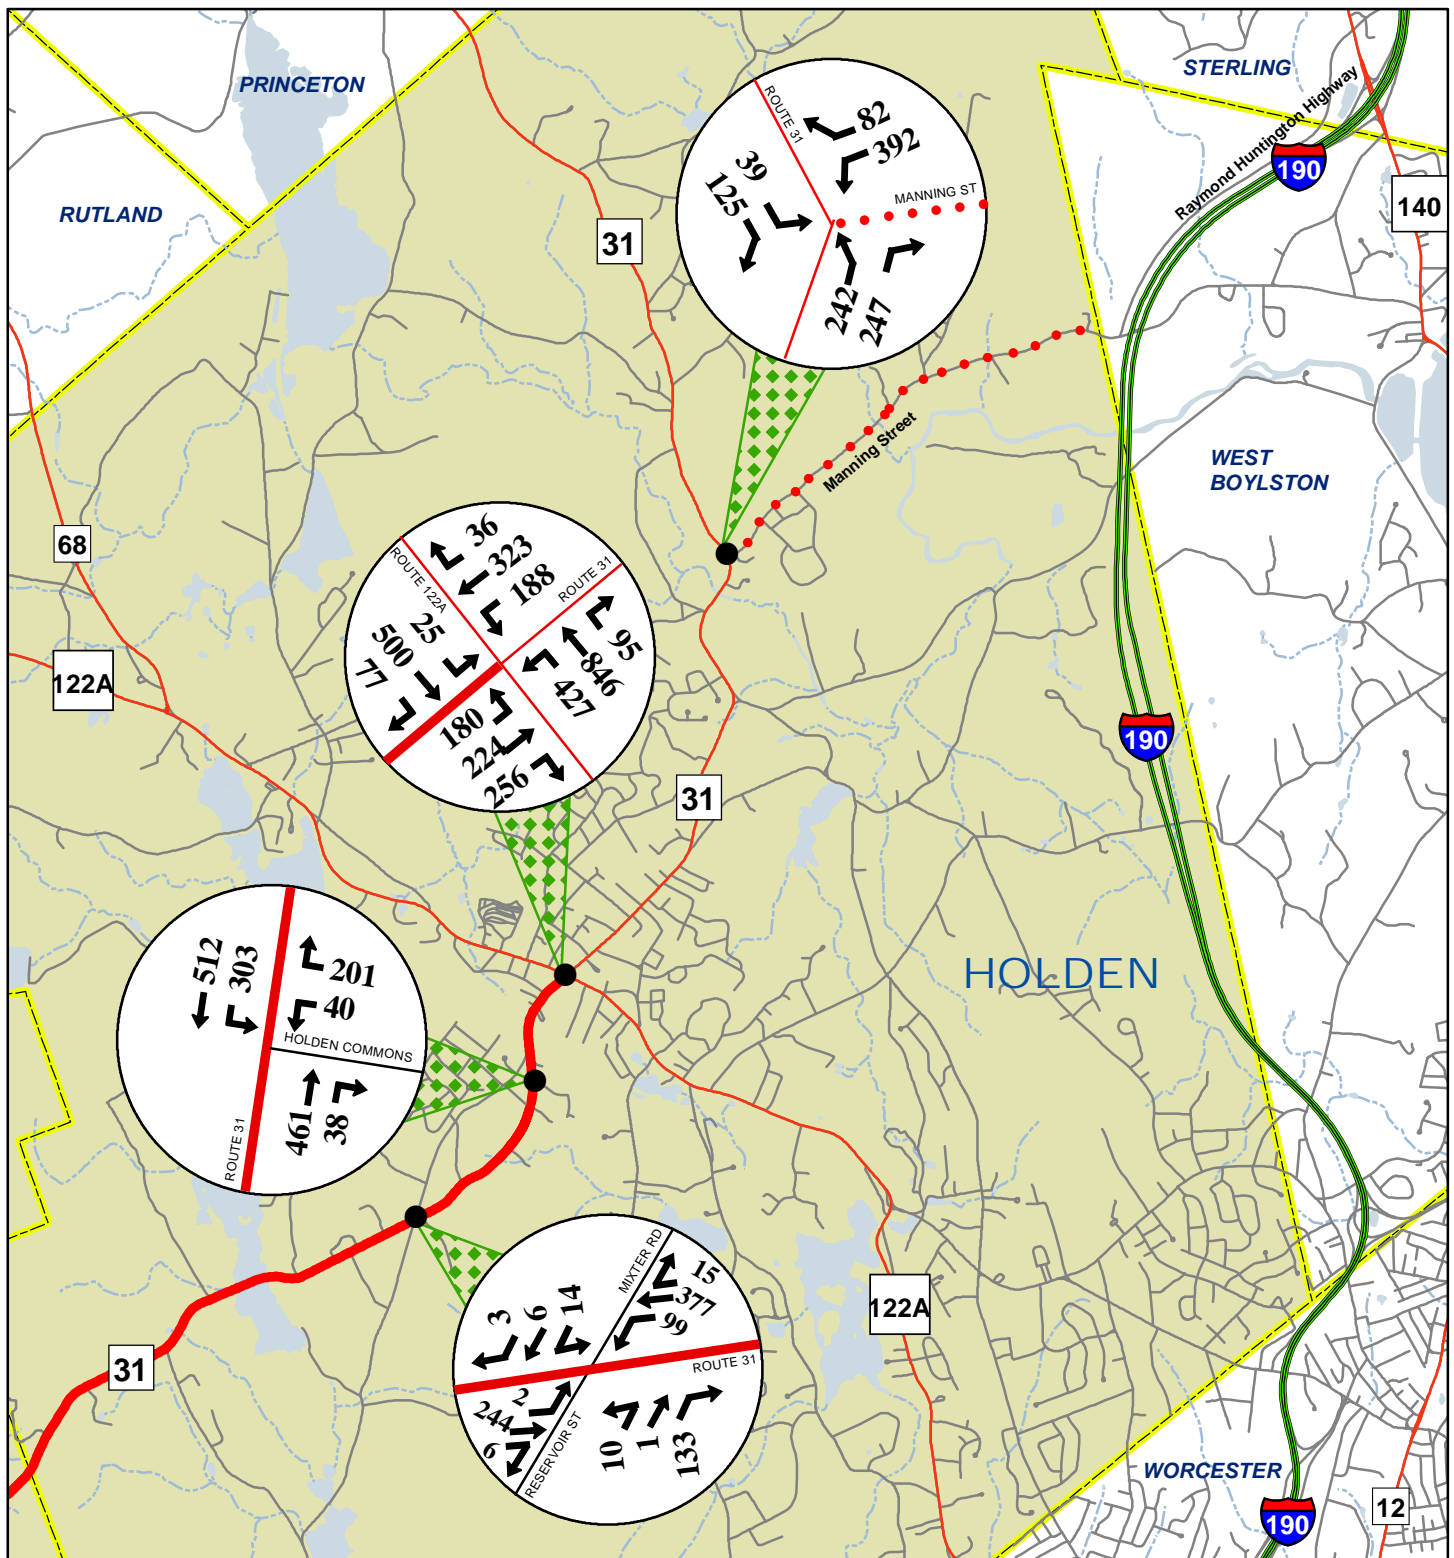 PRINCETON
STERLING
Raymond Huntington Highway
190
140
RUTLAND
31
ROUTE 31
82
392
39
125
MANNING ST
242
247
Manning Street
WEST
BOYLSTON
68
122A
36
323
188
ROUTE 122A
ROUTE 31
25
500
77
95
846
427
180
224
256
190
31
HOLDEN
512
303
201
40
HOLDEN COMMONS
461
38
ROUTE 31
31
122A
MIXTER RD
15
377
99
3
6
14
ROUTE 31
2
244
6
RESERVOIR ST
10
1
133
WORCESTER
190
12